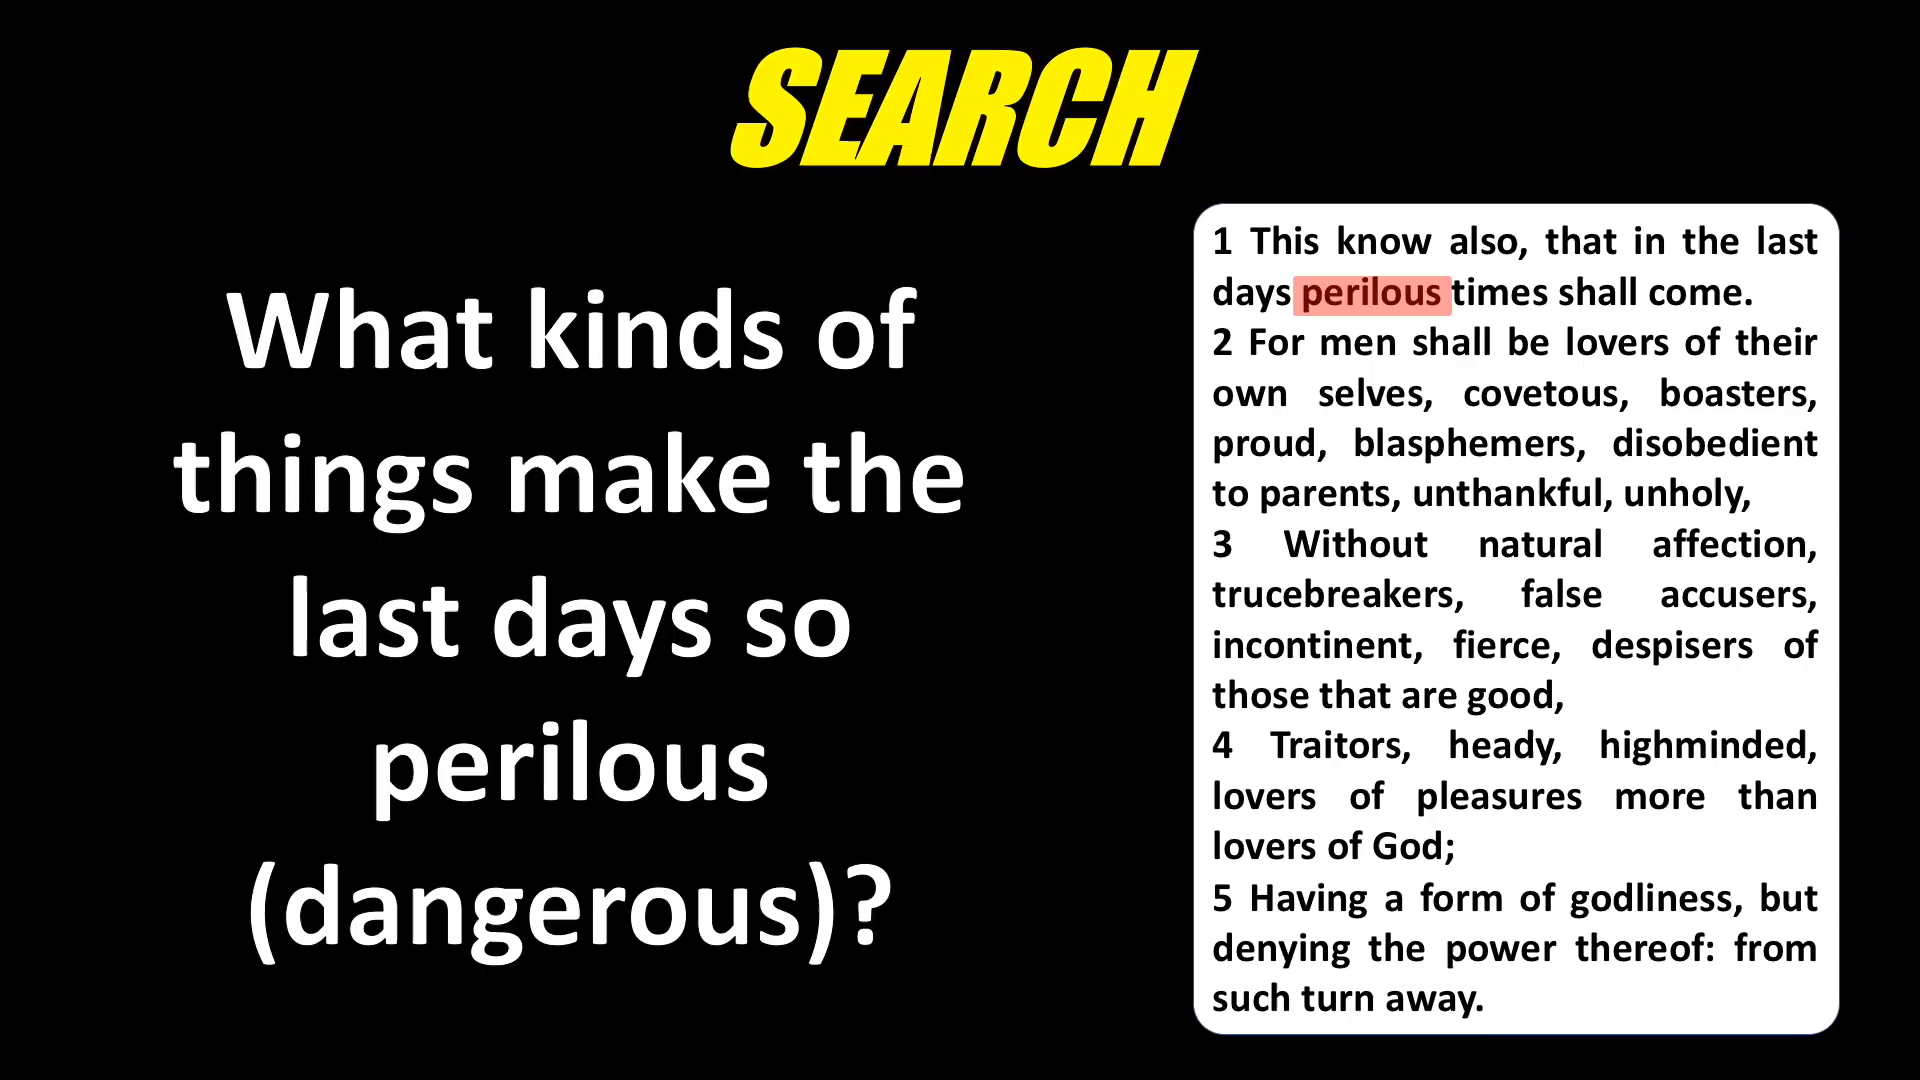 SEARCH
What kinds of
things make the
last days so
perilous
(dangerous)?
1 This know also, that in the last
days perilous times shall come.
2 For men shall be lovers of their
own selves, covetous, boasters,
proud, blasphemers, disobedient
to parents, unthankful, unholy,
3 Without natural affection,
trucebreakers, false accusers,
incontinent, fierce, despisers of
those that are good,
4 Traitors, heady, highminded,
lovers of pleasures more than
lovers of God;
5 Having a form of godliness, but
denying the power thereof: from
such turn away.